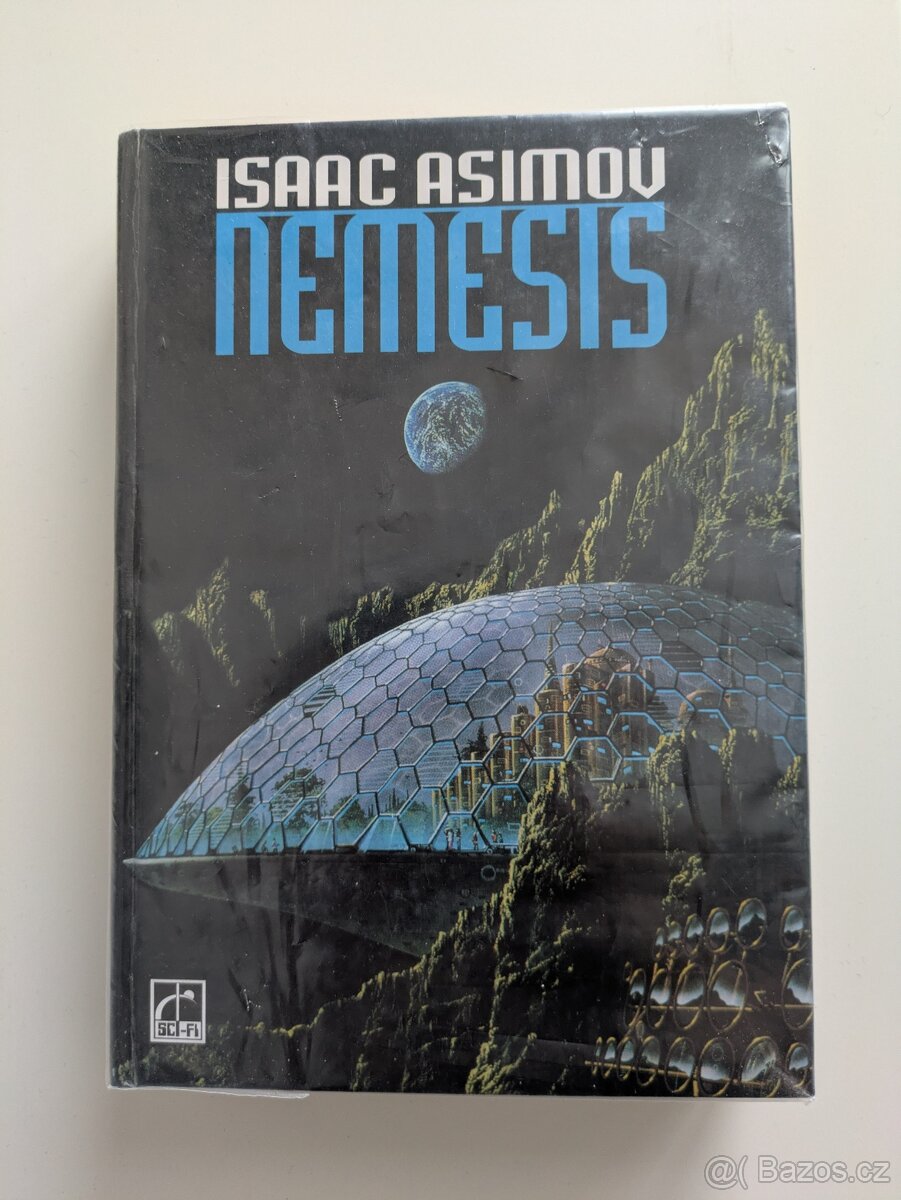 ISAAC ASIMOV
NEMESIS
SCI-FI
@( Bazos.cz